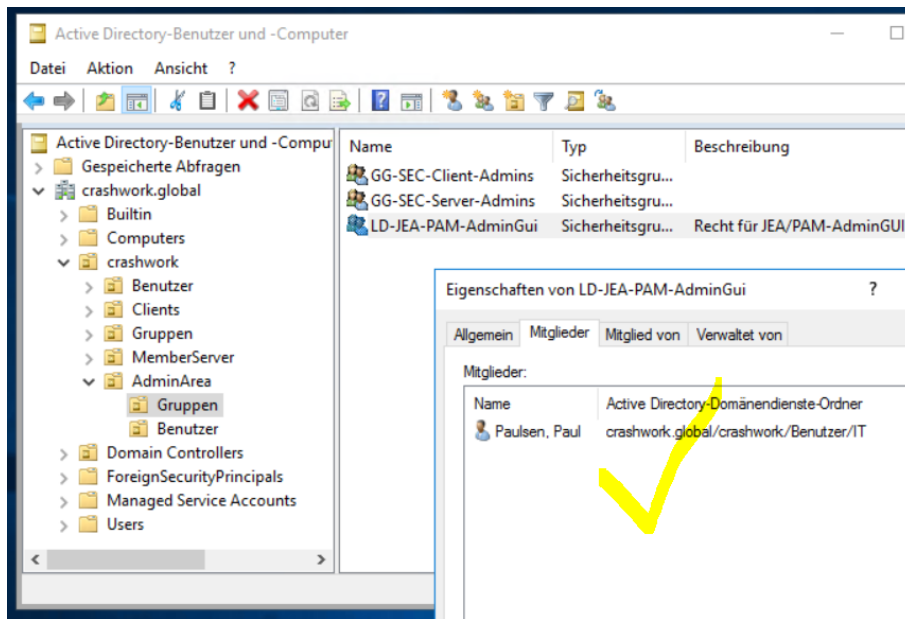 Active Directory-Benutzer und -Computer
Datei Aktion Ansicht ?
Active Directory-Benutzer und -Compu
Gespeicherte Abfragen
crashwork.global
Builtin
Computers
crashwork
Benutzer
Clients
Gruppen
MemberServer
AdminArea
Gruppen
Benutzer
Domain Controllers
ForeignSecurityPrincipals
Managed Service Accounts
Users
Name Typ Beschreibung
GG-SEC-Client-Admins Sicherheitsgru...
GG-SEC-Server-Admins Sicherheitsgru...
LD-JEA-PAM-AdminGui Sicherheitsgru... Recht für JEA/PAM-AdminGUI
Eigenschaften von LD-JEA-PAM-AdminGui ?
Allgemein Mitglieder Mitglied von Verwaltet von
Mitglieder:
Name Active Directory-Domänendienste-Ordner
Paulsen, Paul crashwork.global/crashwork/Benutzer/IT